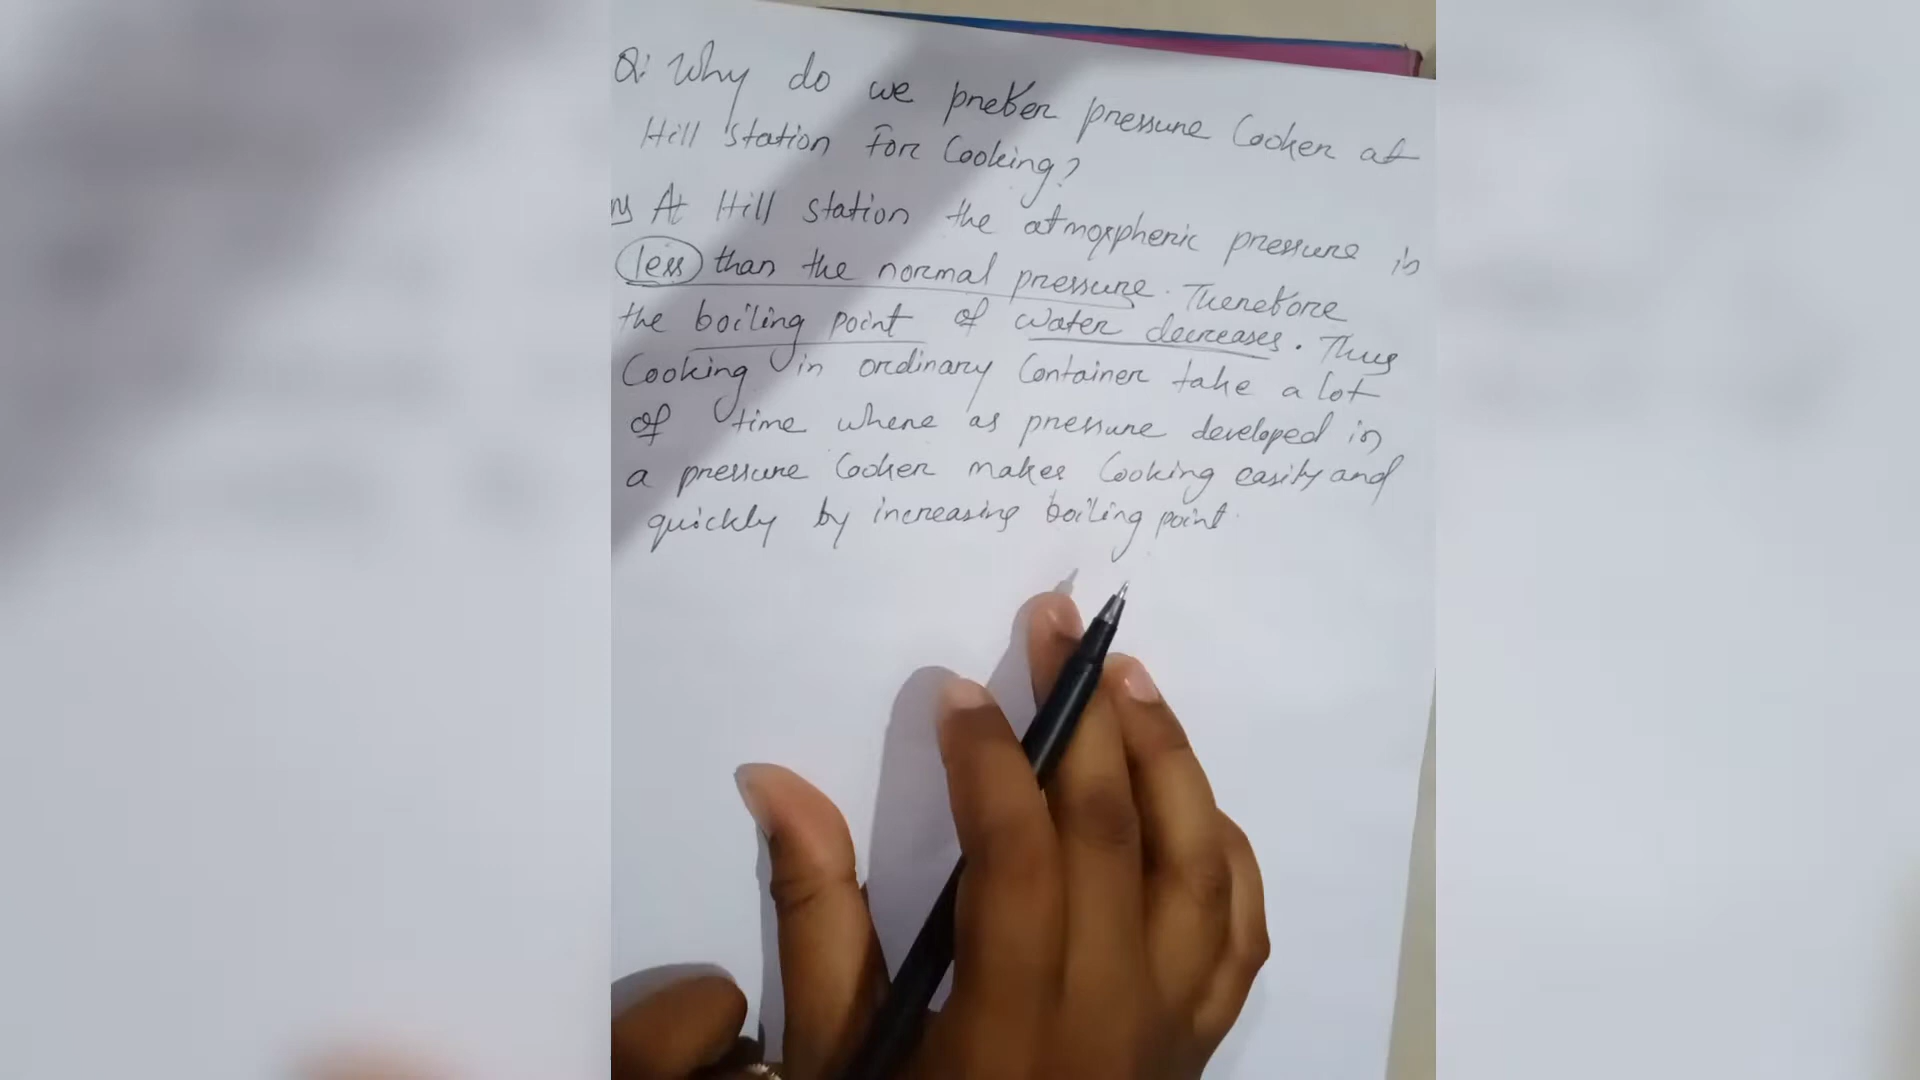 Q: Why do we prefer pressure Cooker at
Hill station For Cooking?
ns At Hill station the atmospheric pressure is
less than the normal pressure. Therefore
the boiling point of water decreases. Thus
Cooking in ordinary Container take a lot
of time where as pressure developed in
a pressure Cooker makes Cooking easily and
quickly by increasing boiling point.